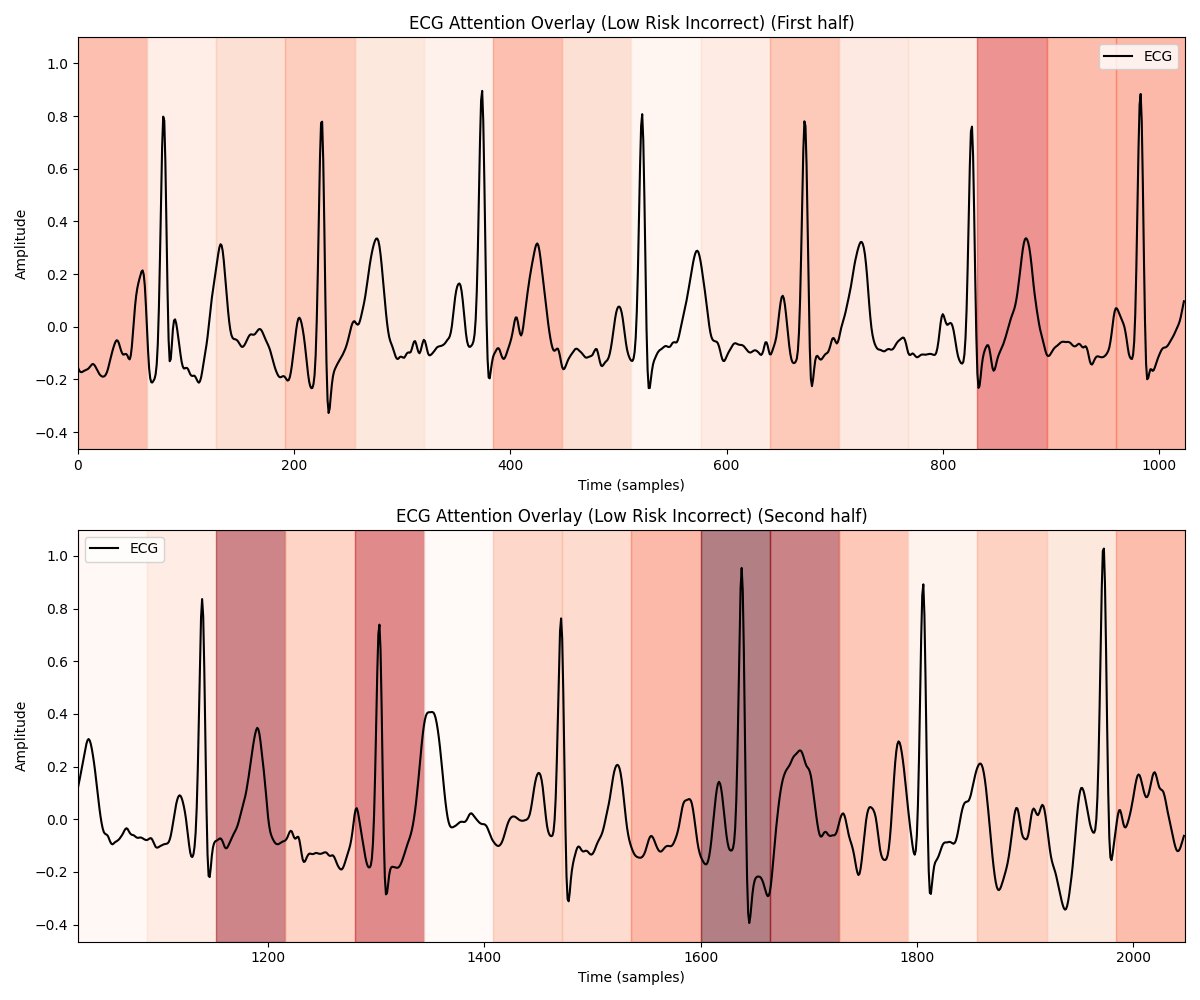 ECG Attention Overlay (Low Risk Incorrect) (First half)
ECG
1.0
0.8
0.6
0.4
0.2
0.0
−0.2
−0.4
Amplitude
0 200 400 600 800 1000
Time (samples)
ECG Attention Overlay (Low Risk Incorrect) (Second half)
ECG
1.0
0.8
0.6
0.4
0.2
0.0
−0.2
−0.4
Amplitude
1200 1400 1600 1800 2000
Time (samples)